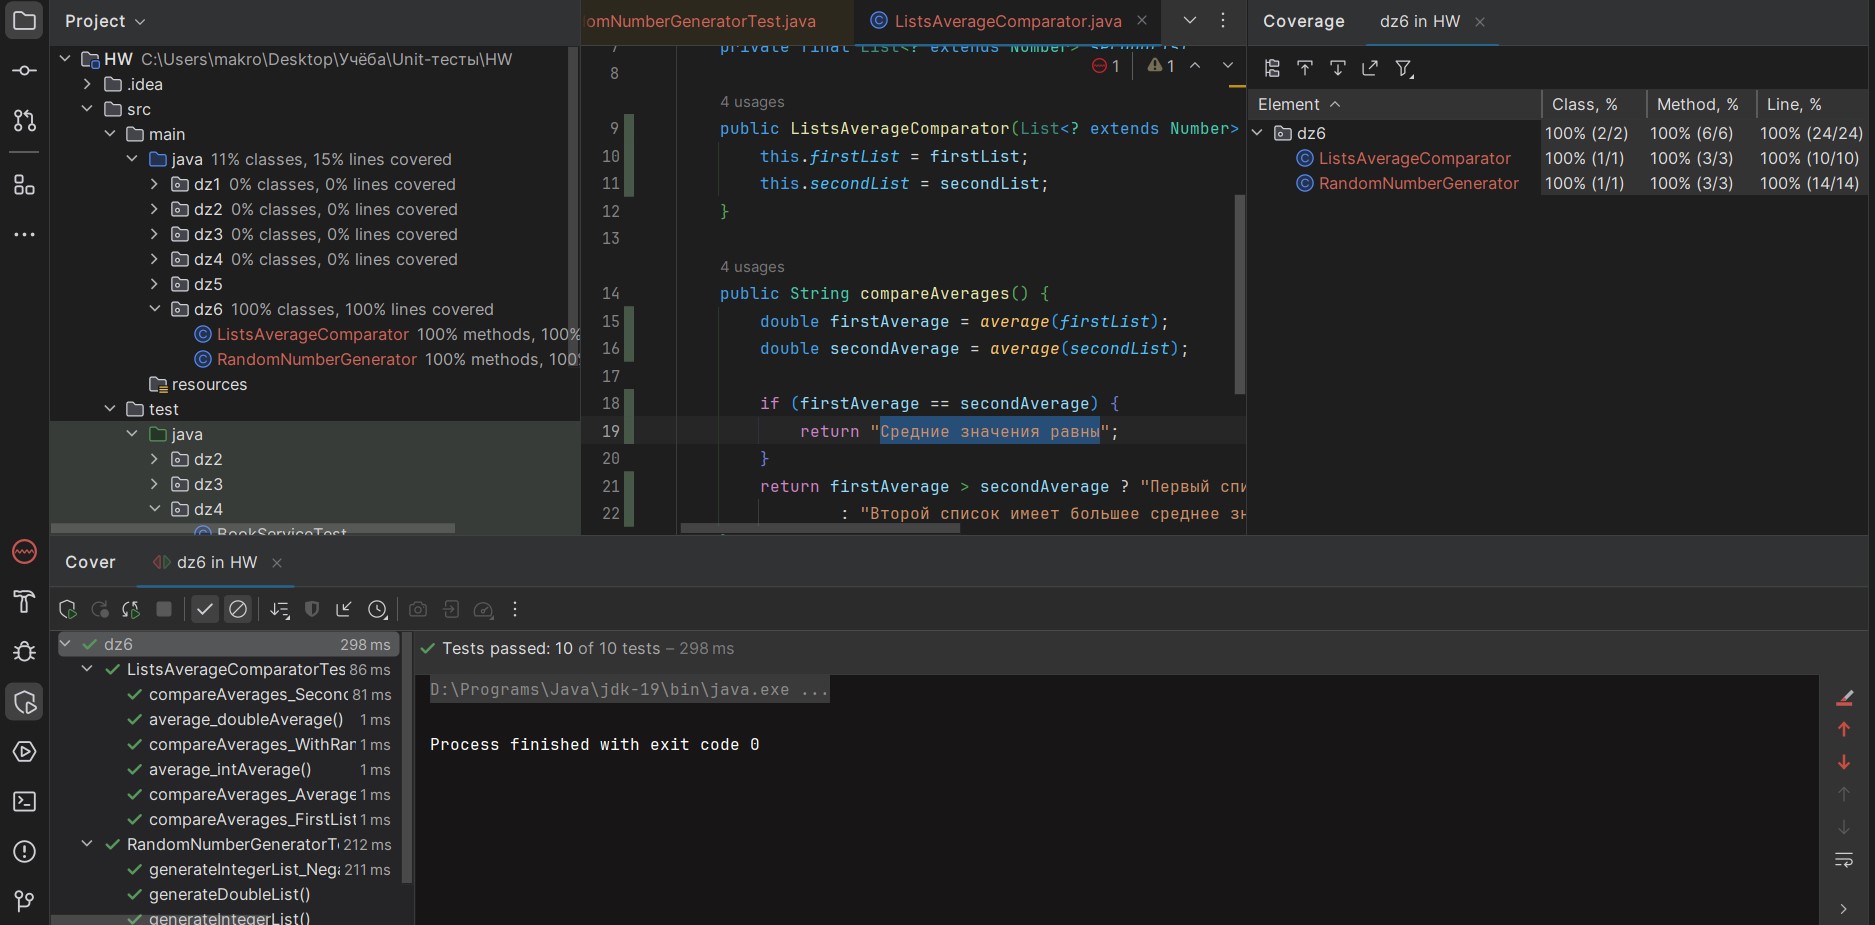 Project
omNumberGeneratorTest.java
ListsAverageComparator.java
Coverage
dz6 in HW
HW C:\Users\makro\Desktop\Учёба\Unit-тесты\HW
.idea
src
main
java 11% classes, 15% lines covered
dz1 0% classes, 0% lines covered
dz2 0% classes, 0% lines covered
dz3 0% classes, 0% lines covered
dz4 0% classes, 0% lines covered
dz5
dz6 100% classes, 100% lines covered
ListsAverageComparator 100% methods, 100%
RandomNumberGenerator 100% methods, 100
resources
test
java
dz2
dz3
dz4
BookServiceTest
7 private final List<? extends Number> secondList
1 1
8
4 usages
9 public ListsAverageComparator(List<? extends Number>
10 this.firstList = firstList;
11 this.secondList = secondList;
12 }
13
4 usages
14 public String compareAverages() {
15 double firstAverage = average(firstList);
16 double secondAverage = average(secondList);
17
18 if (firstAverage == secondAverage) {
19 return "Средние значения равны";
20 }
21 return firstAverage > secondAverage ? "Первый спи
22 : "Второй список имеет большее среднее зн
Element Class, % Method, % Line, %
dz6 100% (2/2) 100% (6/6) 100% (24/24)
ListsAverageComparator 100% (1/1) 100% (3/3) 100% (10/10)
RandomNumberGenerator 100% (1/1) 100% (3/3) 100% (14/14)
Cover
dz6 in HW
dz6 298 ms
ListsAverageComparatorTes 86 ms
compareAverages_Second 81 ms
average_doubleAverage() 1 ms
compareAverages_WithRan 1 ms
average_intAverage() 1 ms
compareAverages_Average 1 ms
compareAverages_FirstList 1 ms
RandomNumberGeneratorTe 212 ms
generateIntegerList_Nega 211 ms
generateDoubleList()
generateIntegerList()
Tests passed: 10 of 10 tests – 298 ms
D:\Programs\Java\jdk-19\bin\java.exe ...
Process finished with exit code 0